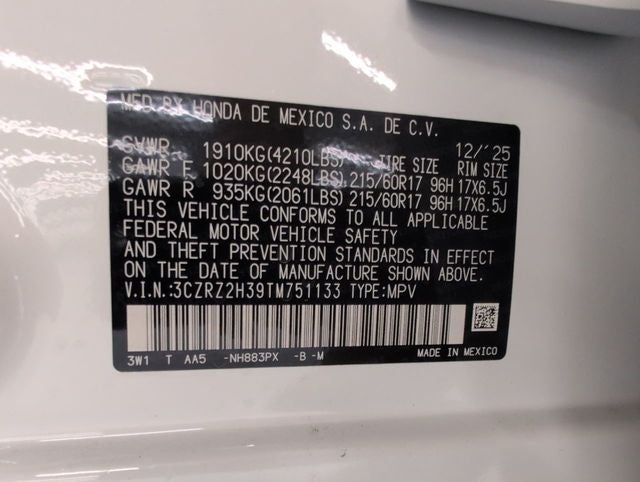 MFD BY HONDA DE MEXICO S.A. DE C.V.
12/'25
GVWR 1910KG(4210LBS) TIRE SIZE RIM SIZE
GAWR F 1020KG(2248LBS) 215/60R17 96H 17X6.5J
GAWR R 935KG(2061LBS) 215/60R17 96H 17X6.5J
THIS VEHICLE CONFORMS TO ALL APPLICABLE
FEDERAL MOTOR VEHICLE SAFETY
AND THEFT PREVENTION STANDARDS IN EFFECT
ON THE DATE OF MANUFACTURE SHOWN ABOVE.
V.I.N.:3CZRZ2H39TM751133 TYPE:MPV
3W1 T AA5 -NH883PX -B -M MADE IN MEXICO